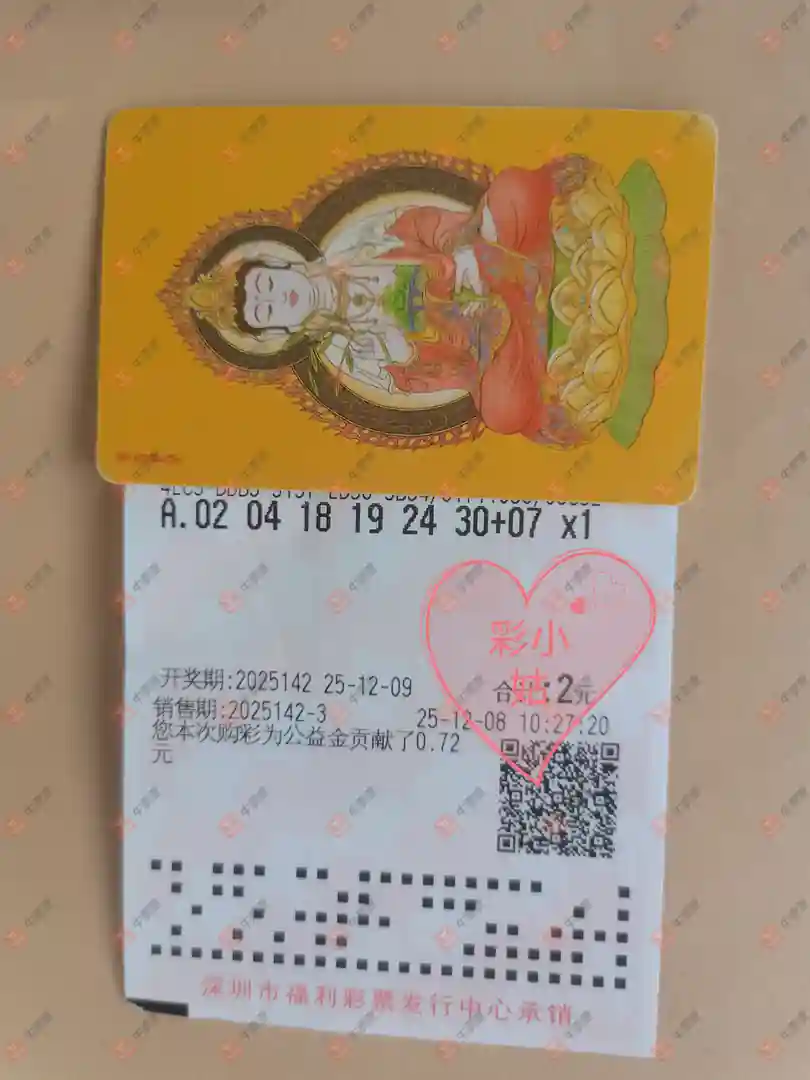 A.02 04 18 19 24 30+07 x1
彩小
姑
开奖期:2025142 25-12-09
合 :2元
销售期:2025142-3
25-12-08 10:27:20
您本次购彩为公益金贡献了0.72
元
深圳市福利彩票发行中心承销